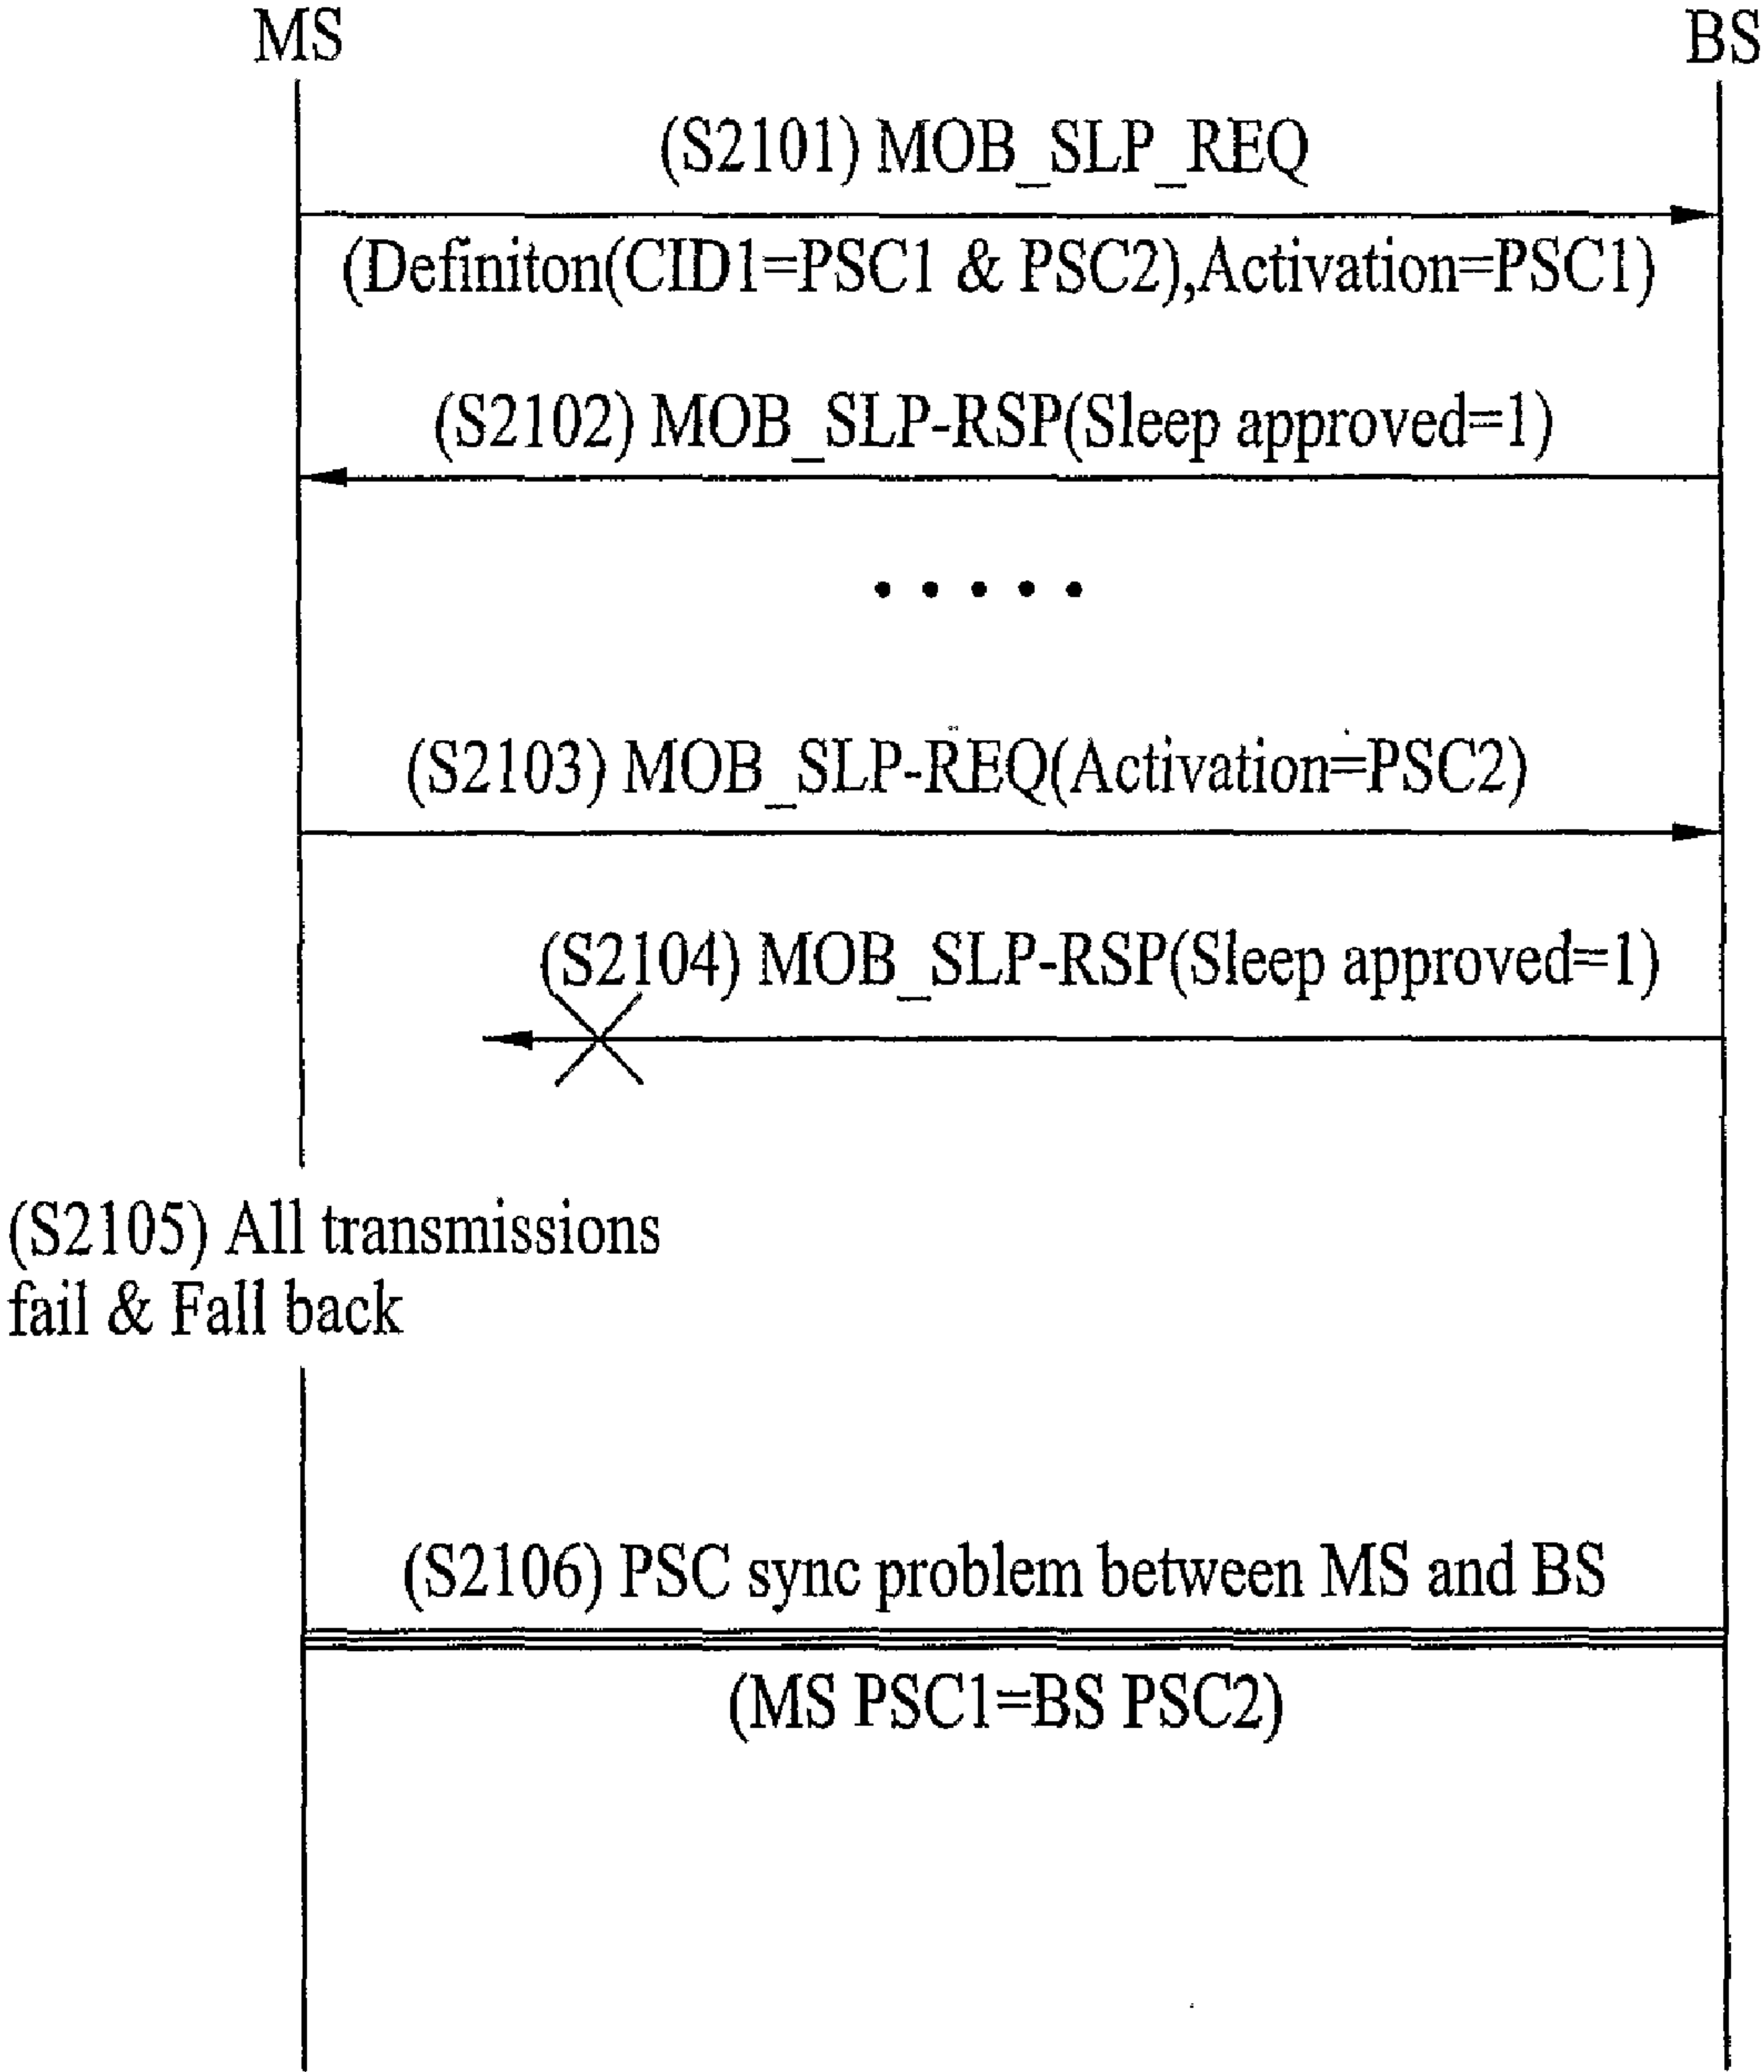 MS
BS
(S2101) MOB_SLP_REQ
(Definiton(CID1=PSC1 & PSC2),Activation=PSC1)
(S2102) MOB_SLP-RSP(Sleep approved=1)
(S2103) MOB_SLP-REQ(Activation=PSC2)
(S2104) MOB_SLP-RSP(Sleep approved=1)
(S2105) All transmissions
fail & Fall back
(S2106) PSC sync problem between MS and BS
(MS PSC1=BS PSC2)